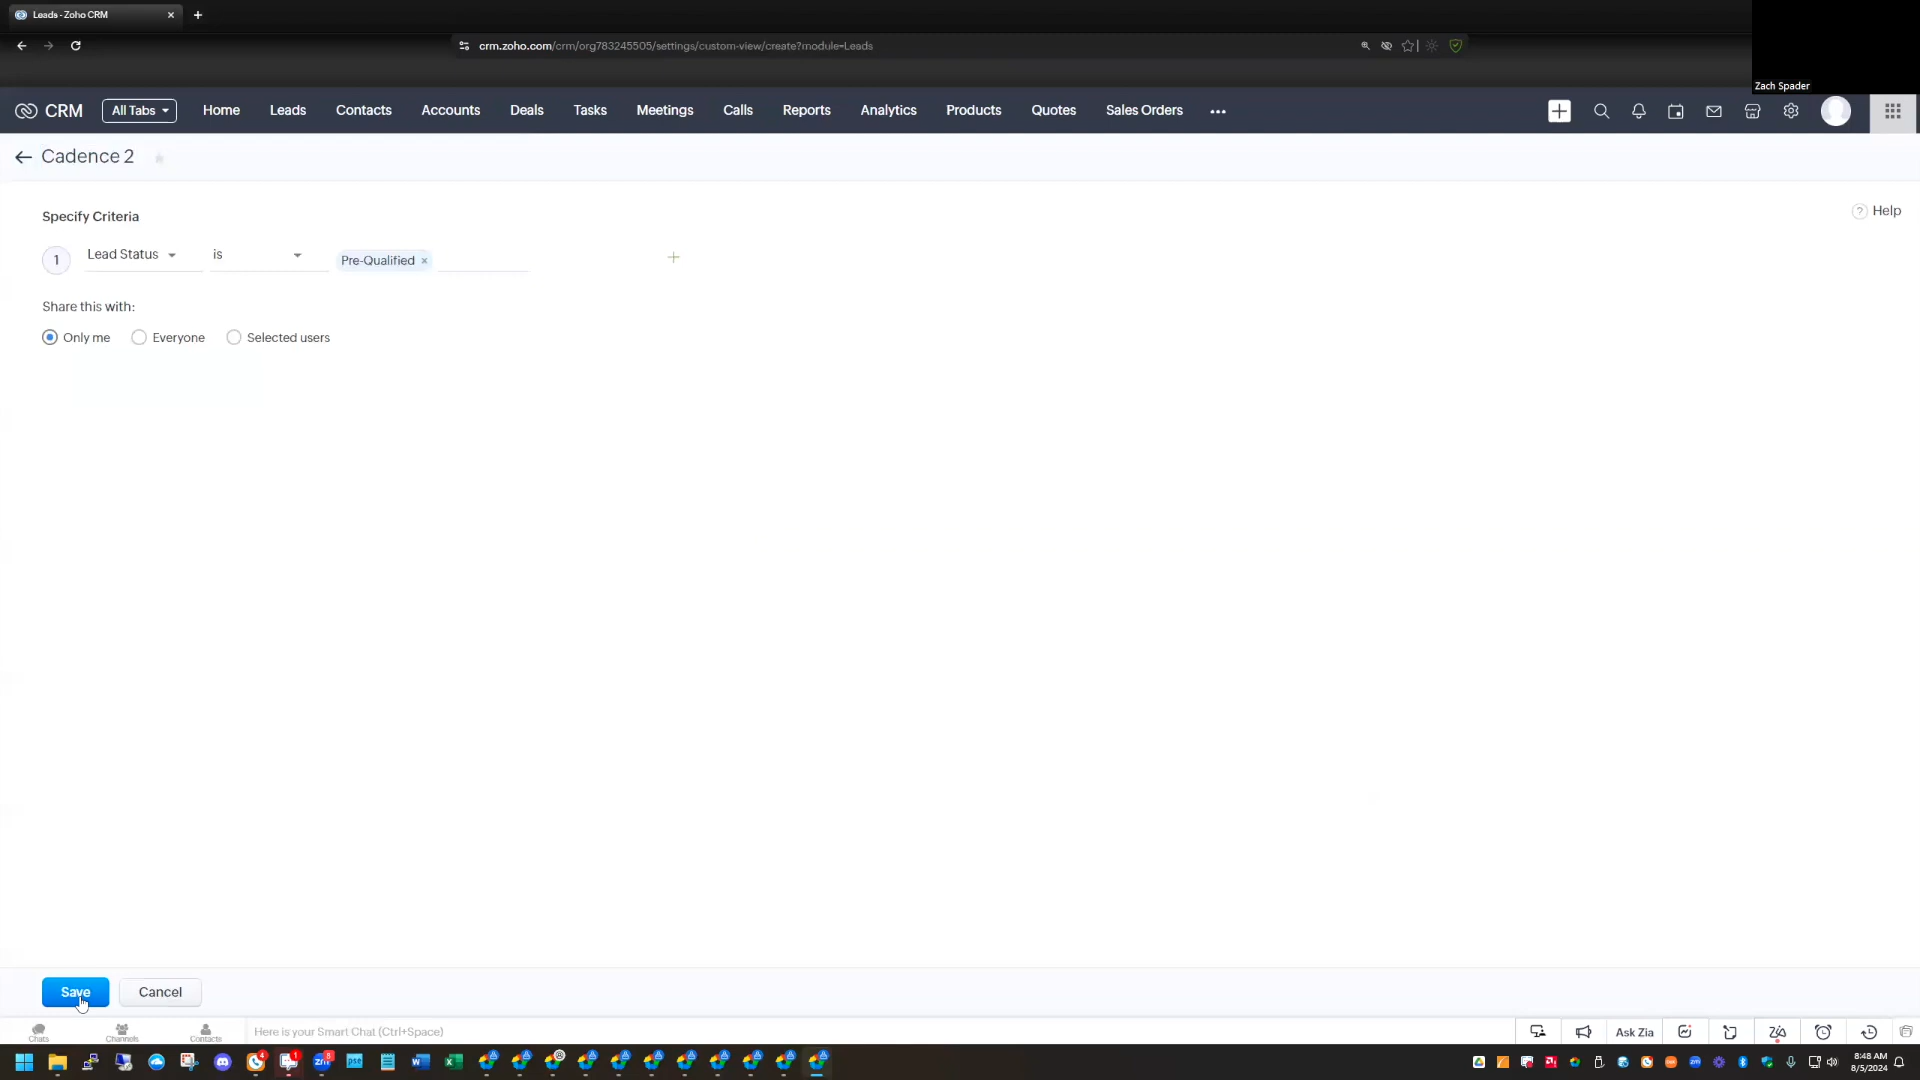 Leads - Zoho CRM
crm.zoho.com/crm/org783245505/settings/custom-view/create?module=Leads
Zach Spader
CRM All Tabs Home Leads Contacts Accounts Deals Tasks Meetings Calls Reports Analytics Products Quotes Sales Orders
Cadence 2
Specify Criteria
Help
1 Lead Status is Pre-Qualified
Share this with:
Only me Everyone Selected users
Save Cancel
Chats Channels Contacts Here is your Smart Chat (Ctrl+Space) Ask Zia
8:48 AM
8/5/2024